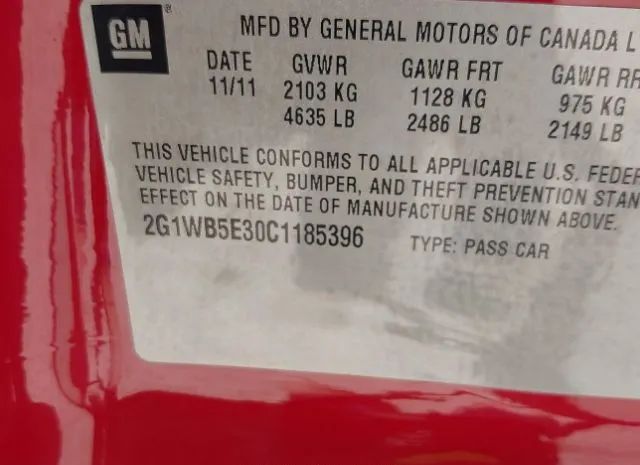 GM ®
MFD BY GENERAL MOTORS OF CANADA L
DATE GVWR GAWR FRT GAWR RR
11/11 2103 KG 1128 KG 975 KG
4635 LB 2486 LB 2149 LB
THIS VEHICLE CONFORMS TO ALL APPLICABLE U.S. FEDER
VEHICLE SAFETY, BUMPER, AND THEFT PREVENTION STAN
EFFECT ON THE DATE OF MANUFACTURE SHOWN ABOVE.
2G1WB5E30C1185396 TYPE: PASS CAR